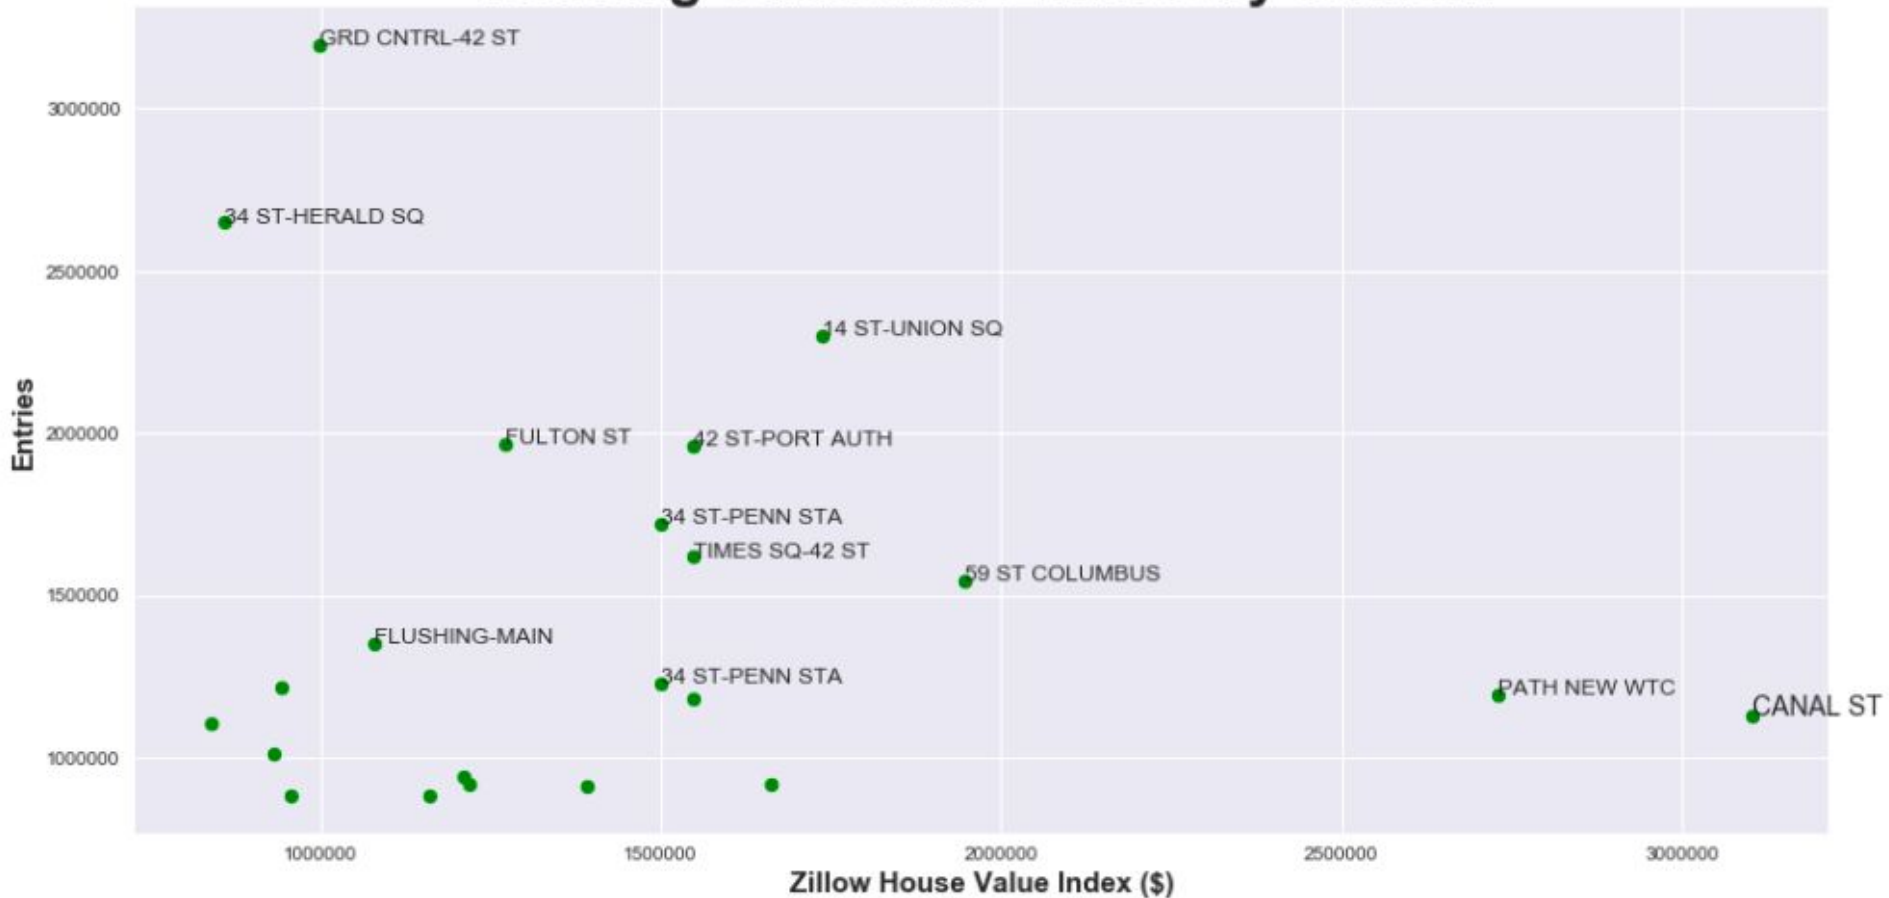 GRD CNTRL-42 ST
3000000
34 ST-HERALD SQ
2500000
14 ST-UNION SQ
Entries
2000000
FULTON ST
42 ST-PORT AUTH
34 ST-PENN STA
TIMES SQ-42 ST
59 ST COLUMBUS
1500000
FLUSHING-MAIN
34 ST-PENN STA
PATH NEW WTC
CANAL ST
1000000
1000000 1500000 2000000 2500000 3000000
Zillow House Value Index ($)